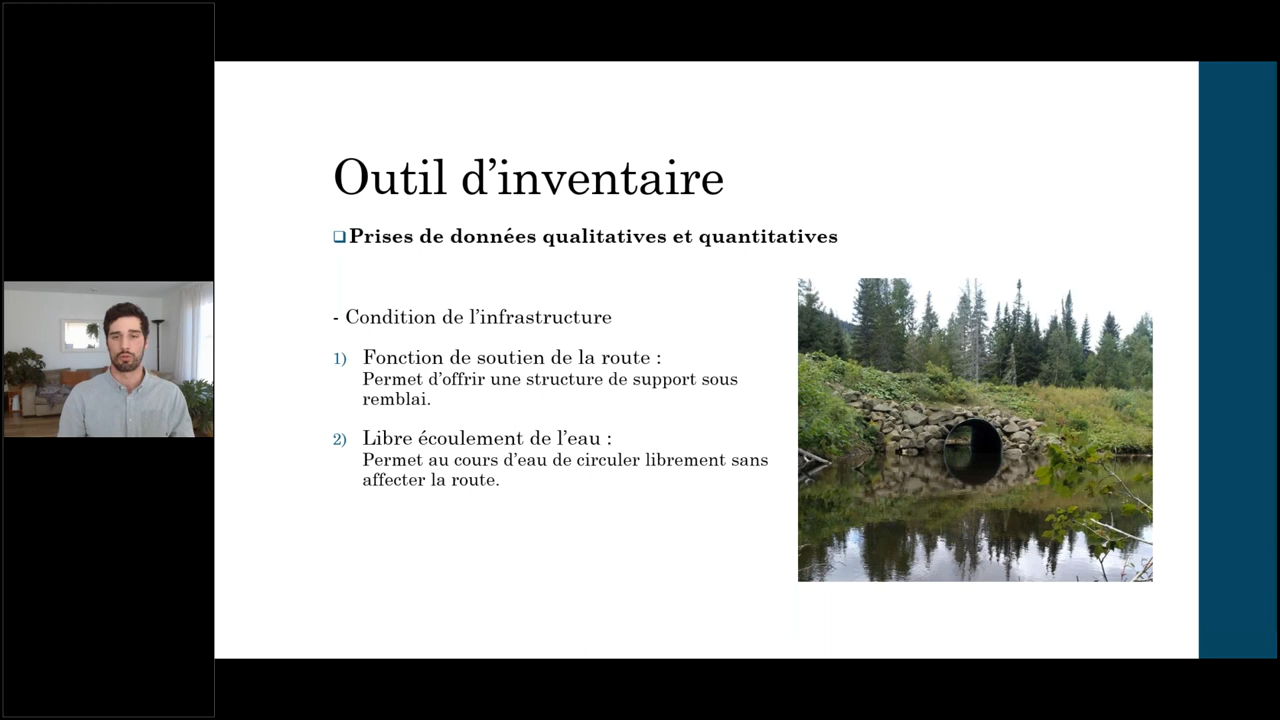 Outil d’inventaire
Prises de données qualitatives et quantitatives
- Condition de l’infrastructure
1) Fonction de soutien de la route :
Permet d’offrir une structure de support sous
remblai.
2) Libre écoulement de l’eau :
Permet au cours d’eau de circuler librement sans
affecter la route.